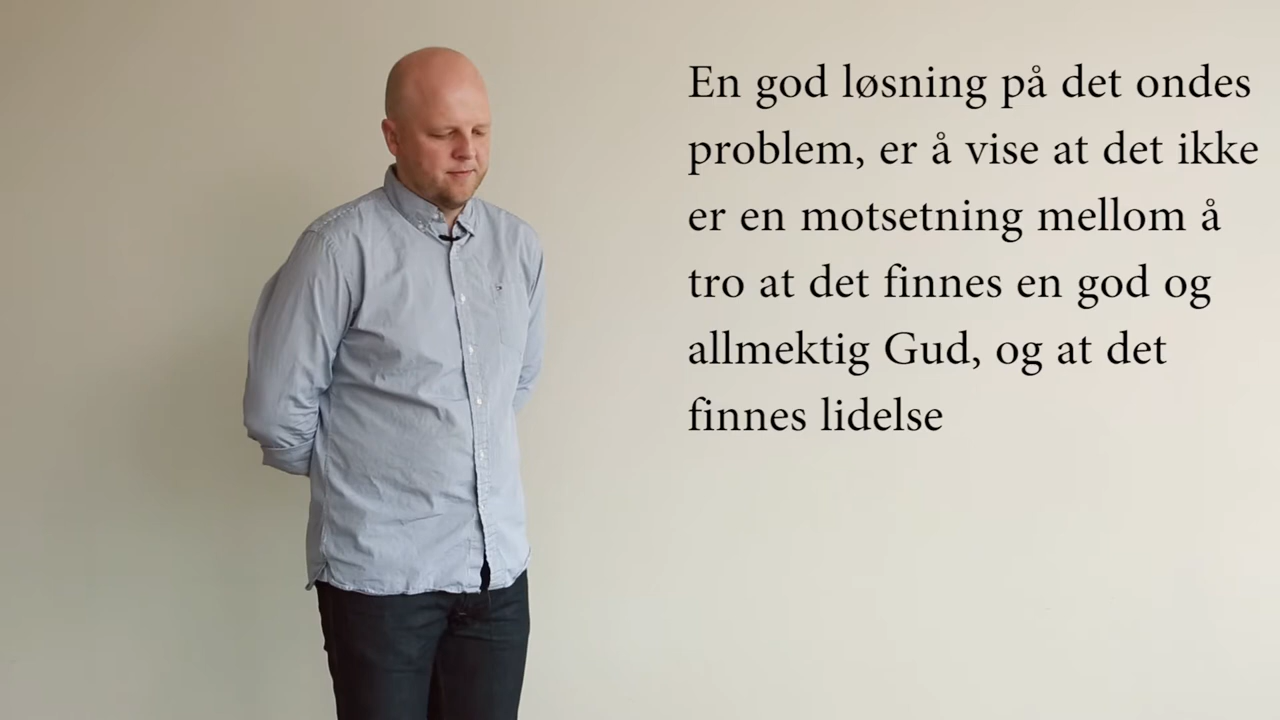 En god løsning på det ondes
problem, er å vise at det ikke
er en motsetning mellom å
tro at det finnes en god og
allmektig Gud, og at det
finnes lidelse